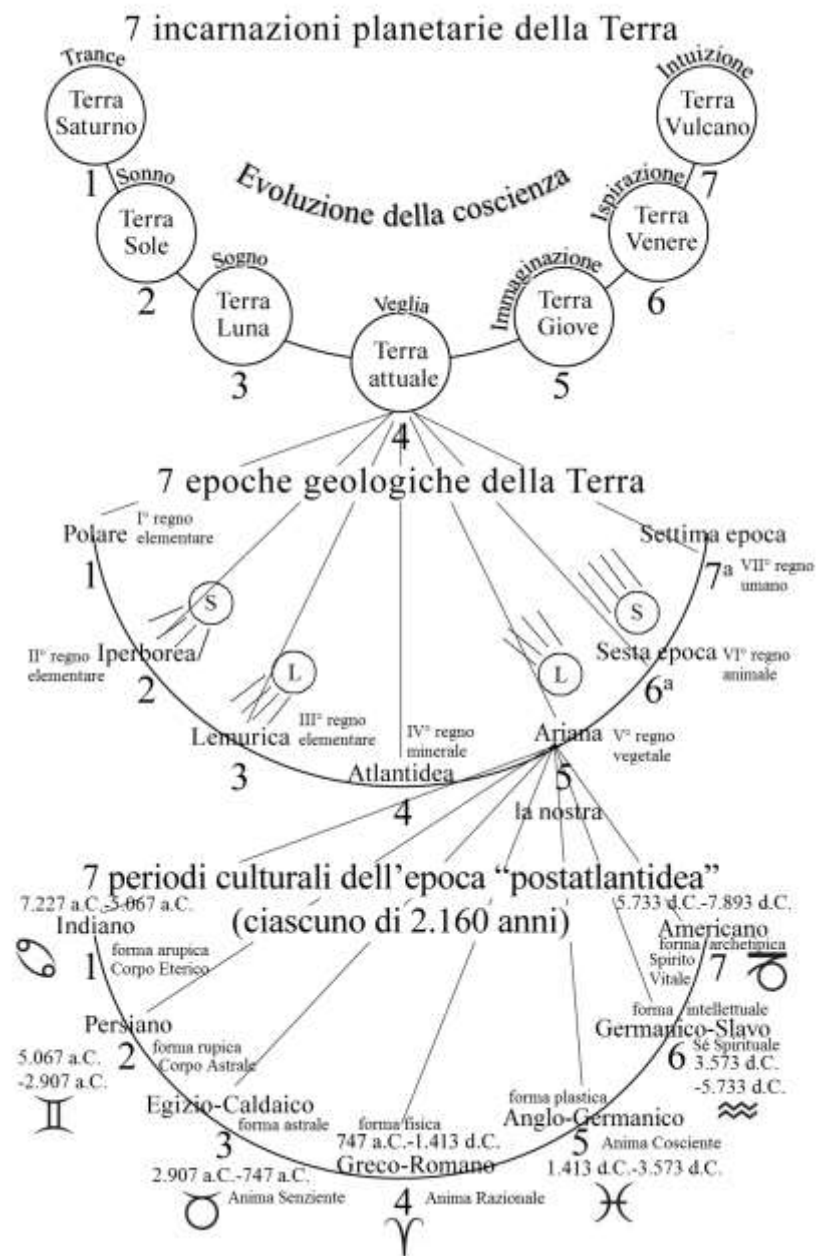 7 incarnazioni planetarie della Terra
Trance
Terra
Saturno
1
Sonno
Terra
Sole
2
Sogno
Terra
Luna
3
Veglia
Terra
attuale
4
Immaginazione
Terra
Giove
5
Ispirazione
Terra
Venere
6
Intuizione
Terra
Vulcano
7
Evoluzione della coscienza
7 epoche geologiche della Terra
Polare
I° regno
elementare
1
S
II° regno
elementare
Iperborea
2
L
Lemurica
III° regno
elementare
3
IV° regno
minerale
Atlantidea
4
L
Ariana
V° regno
vegetale
5
la nostra
S
Sesta epoca
VI° regno
animale
6a
Settima epoca
7a
VII° regno
umano
7 periodi culturali dell’epoca “postatlantidea”
(ciascuno di 2.160 anni)
7.227 a.C.-5.067 a.C.
Indiano
♋
1
forma arupica
Corpo Eterico
Persiano
2
forma rupica
Corpo Astrale
5.067 a.C.
-2.907 a.C.
♊
Egizio-Caldaico
3
forma astrale
2.907 a.C.-747 a.C.
♉
Anima Senziente
forma fisica
747 a.C.-1.413 d.C.
Greco-Romano
4
Anima Razionale
♈
forma plastica
Anglo-Germanico
5
Anima Cosciente
1.413 d.C.-3.573 d.C.
♓
forma intellettuale
Germanico-Slavo
6
Sé Spirituale
3.573 d.C.
-5.733 d.C.
♒
5.733 d.C.-7.893 d.C.
Americano
forma archetipica
Spirito
Vitale
7
♑